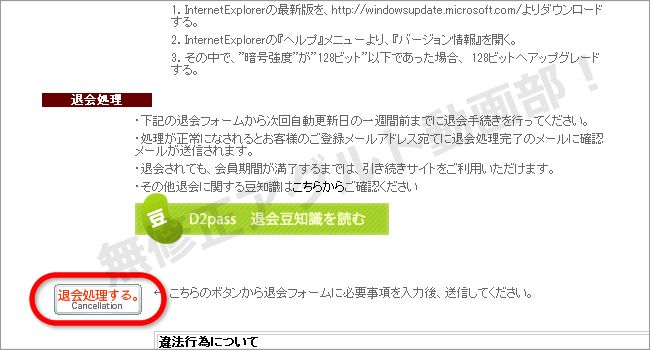 1. InternetExplorerの最新版を、http://windowsupdate.microsoft.com/よりダウンロード
する。
2. InternetExplorerの『ヘルプ』メニューより、『バージョン情報』を開く。
3. その中で、"暗号強度"が"128ビット"以下であった場合、 128ビットへアップグレード
する。
退会処理
・下記の退会フォームから次回自動更新日の一週間前までに退会手続きを行ってください。
・処理が正常になされるとお客様のご登録メールアドレス宛てに退会処理完了のメールに確認
メールが送信されます。
・退会されても、会員期間が満了するまでは、引き続きサイトをご利用いただけます。
・その他退会に関する豆知識はこちらからご確認ください
豆 D2pass 退会豆知識を読む
退会処理する。
Cancellation
← こちらのボタンから退会フォームに必要事項を入力後、送信してください。
違法行為について
無修正アダルト動画部！